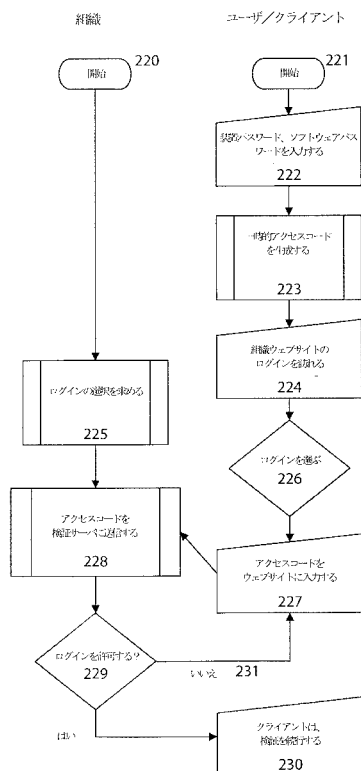 組織
ユーザ/クライアント
開始
220
開始
221
装置パスワード、ソフトウェアパス
ワードを入力する
222
一時的アクセスコード
を生成する
223
組織ウェブサイトの
ログインを訪れる
224
ログインの選択を求める
225
ログインを選ぶ
226
アクセスコードを
検証サーバに送信する
228
アクセスコードを
ウェブサイトに入力する
227
ログインを許可する?
229
いいえ
231
はい
クライアントは、
検証を続行する
230